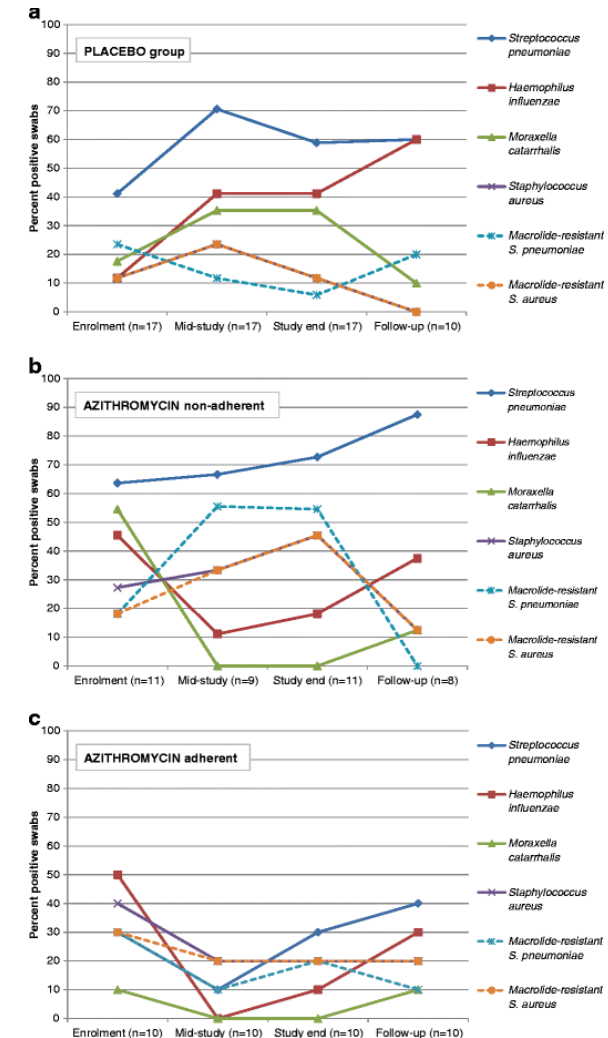 a
100
90
80
70
60
50
40
30
20
10
0
Percent positive swabs
PLACEBO group
Enrolment (n=17) Mid-study (n=17) Study end (n=17) Follow-up (n=10)
Streptococcus
pneumoniae
Haemophilus
influenzae
Moraxella
catarrhalis
Staphylococcus
aureus
Macrolide-resistant
S. pneumoniae
Macrolide-resistant
S. aureus
b
100
90
80
70
60
50
40
30
20
10
0
Percent positive swabs
AZITHROMYCIN non-adherent
Enrolment (n=11) Mid-study (n=9) Study end (n=11) Follow-up (n=8)
Streptococcus
pneumoniae
Haemophilus
influenzae
Moraxella
catarrhalis
Staphylococcus
aureus
Macrolide-resistant
S. pneumoniae
Macrolide-resistant
S. aureus
c
100
90
80
70
60
50
40
30
20
10
0
Percent positive swabs
AZITHROMYCIN adherent
Enrolment (n=10) Mid-study (n=10) Study end (n=10) Follow-up (n=10)
Streptococcus
pneumoniae
Haemophilus
influenzae
Moraxella
catarrhalis
Staphylococcus
aureus
Macrolide-resistant
S. pneumoniae
Macrolide-resistant
S. aureus